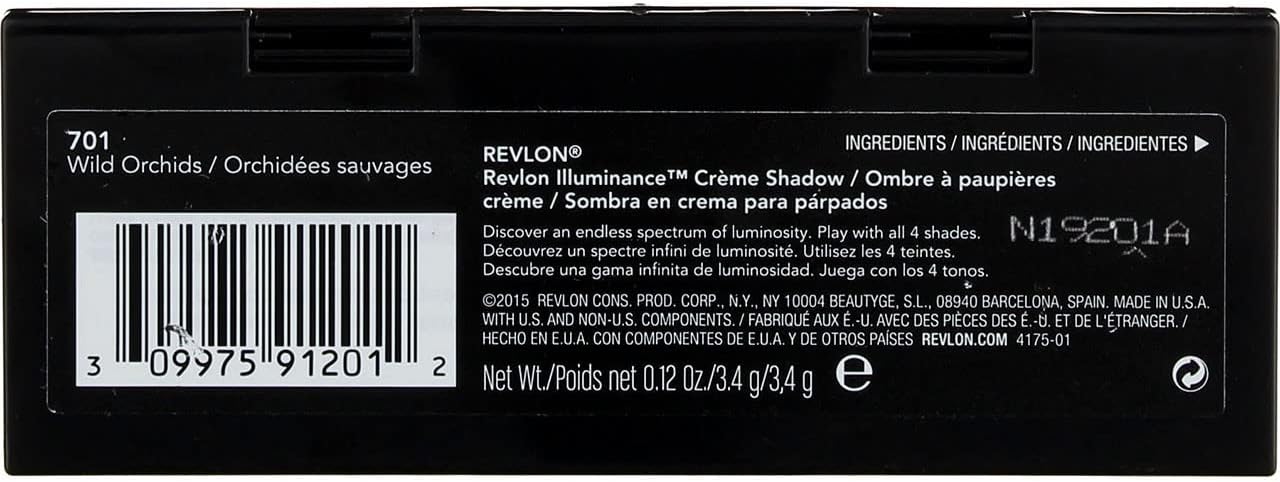 701
Wild Orchids / Orchidées sauvages
3 09975 91201 2
INGREDIENTS / INGRÉDIENTS / INGREDIENTES ▶
REVLON®
Revlon Illuminance™ Crème Shadow / Ombre à paupières
crème / Sombra en crema para párpados
Discover an endless spectrum of luminosity. Play with all 4 shades.
Découvrez un spectre infini de luminosité. Utilisez les 4 teintes.
Descubre una gama infinita de luminosidad. Juega con los 4 tonos.
N19201A
©2015 REVLON CONS. PROD. CORP., N.Y., NY 10004 BEAUTYGE, S.L., 08940 BARCELONA, SPAIN. MADE IN U.S.A.
WITH U.S. AND NON-U.S. COMPONENTS. / FABRIQUÉ AUX É.-U. AVEC DES PIÈCES DES É.-U. ET DE L'ÉTRANGER. /
HECHO EN E.U.A. CON COMPONENTES DE E.U.A. Y DE OTROS PAÍSES REVLON.COM 4175-01
Net Wt./Poids net 0.12 Oz./3.4 g/3,4 g ℮